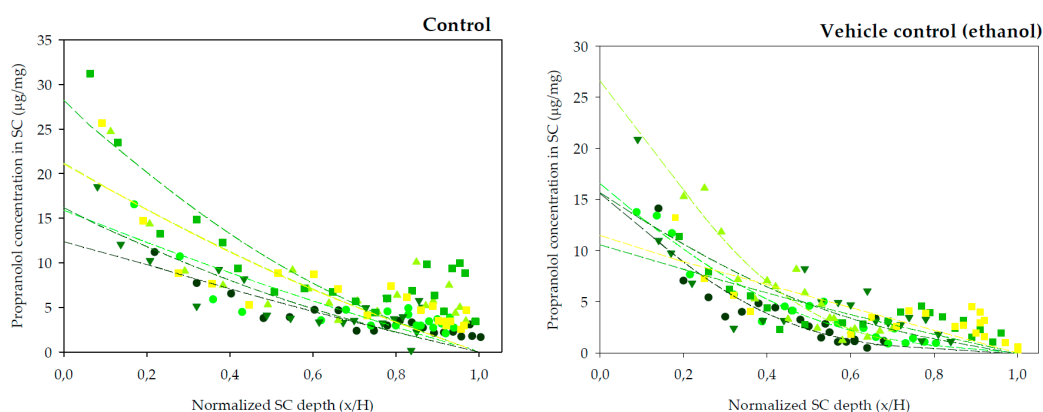 Control
35
30
25
20
15
10
5
0
Propranolol concentration in SC (µg/mg)
0,0 0,2 0,4 0,6 0,8 1,0
Normalized SC depth (x/H)
Vehicle control (ethanol)
30
25
20
15
10
5
0
Propranolol concentration in SC (µg/mg)
0,0 0,2 0,4 0,6 0,8 1,0
Normalized SC depth (x/H)